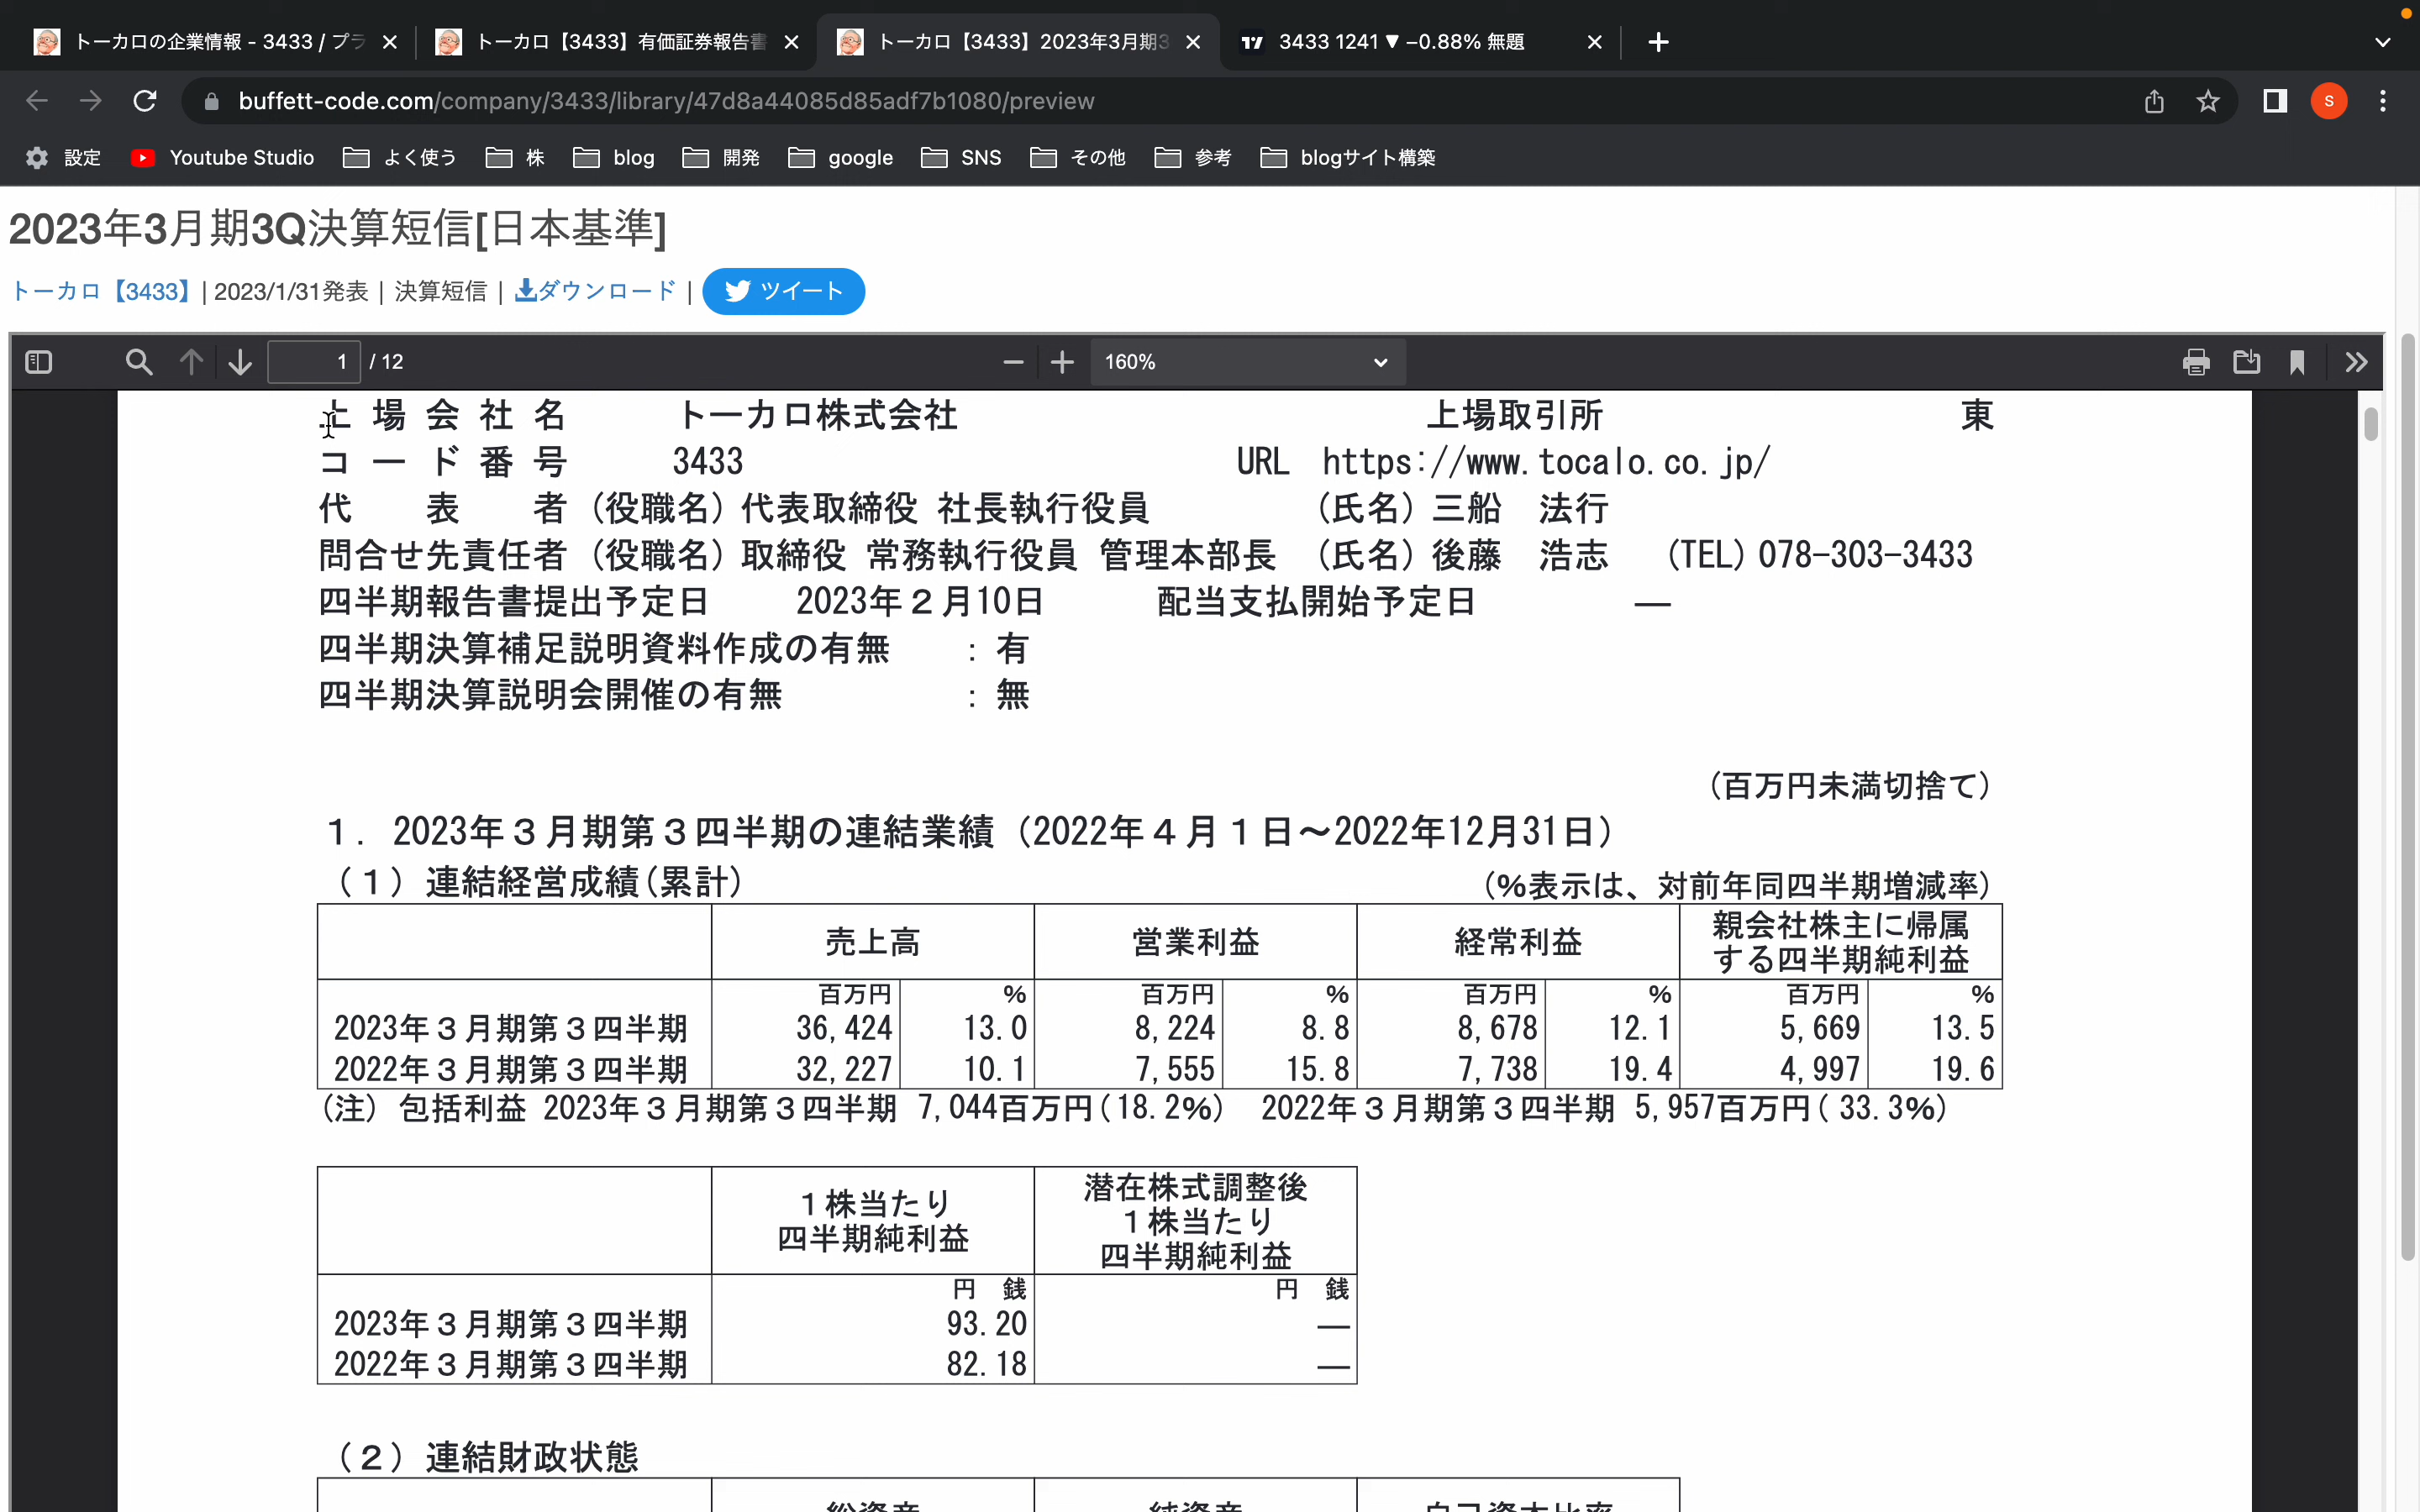 トーカロの企業情報 - 3433 / プラ
トーカロ【3433】有価証券報告書
トーカロ【3433】2023年3月期3
3433 1241 ▼ −0.88% 無題
buffett-code.com/company/3433/library/47d8a44085d85adf7b1080/preview
S
設定 Youtube Studio よく使う 株 blog 開発 google SNS その他 参考 blogサイト構築
2023年3月期3Q決算短信[日本基準]
トーカロ【3433】 | 2023/1/31発表 | 決算短信 | ダウンロード | ツイート
1 / 12 160%
上場会社名 トーカロ株式会社 上場取引所 東
コード番号 3433 URL https://www.tocalo.co.jp/
代表者 (役職名) 代表取締役 社長執行役員 (氏名) 三船 法行
問合せ先責任者 (役職名) 取締役 常務執行役員 管理本部長 (氏名) 後藤 浩志 (TEL) 078-303-3433
四半期報告書提出予定日 2023年2月10日 配当支払開始予定日 ―
四半期決算補足説明資料作成の有無 : 有
四半期決算説明会開催の有無 : 無
(百万円未満切捨て)
1. 2023年3月期第3四半期の連結業績 (2022年4月1日~2022年12月31日)
(1) 連結経営成績(累計) (%表示は、対前年同四半期増減率)
売上高 営業利益 経常利益 親会社株主に帰属する四半期純利益
百万円 % 百万円 % 百万円 % 百万円 %
2023年3月期第3四半期 36,424 13.0 8,224 8.8 8,678 12.1 5,669 13.5
2022年3月期第3四半期 32,227 10.1 7,555 15.8 7,738 19.4 4,997 19.6
(注) 包括利益 2023年3月期第3四半期 7,044百万円(18.2%) 2022年3月期第3四半期 5,957百万円( 33.3%)
1株当たり四半期純利益 潜在株式調整後1株当たり四半期純利益
円 銭 円 銭
2023年3月期第3四半期 93.20 ―
2022年3月期第3四半期 82.18 ―
(2) 連結財政状態
総資産 純資産 自己資本比率